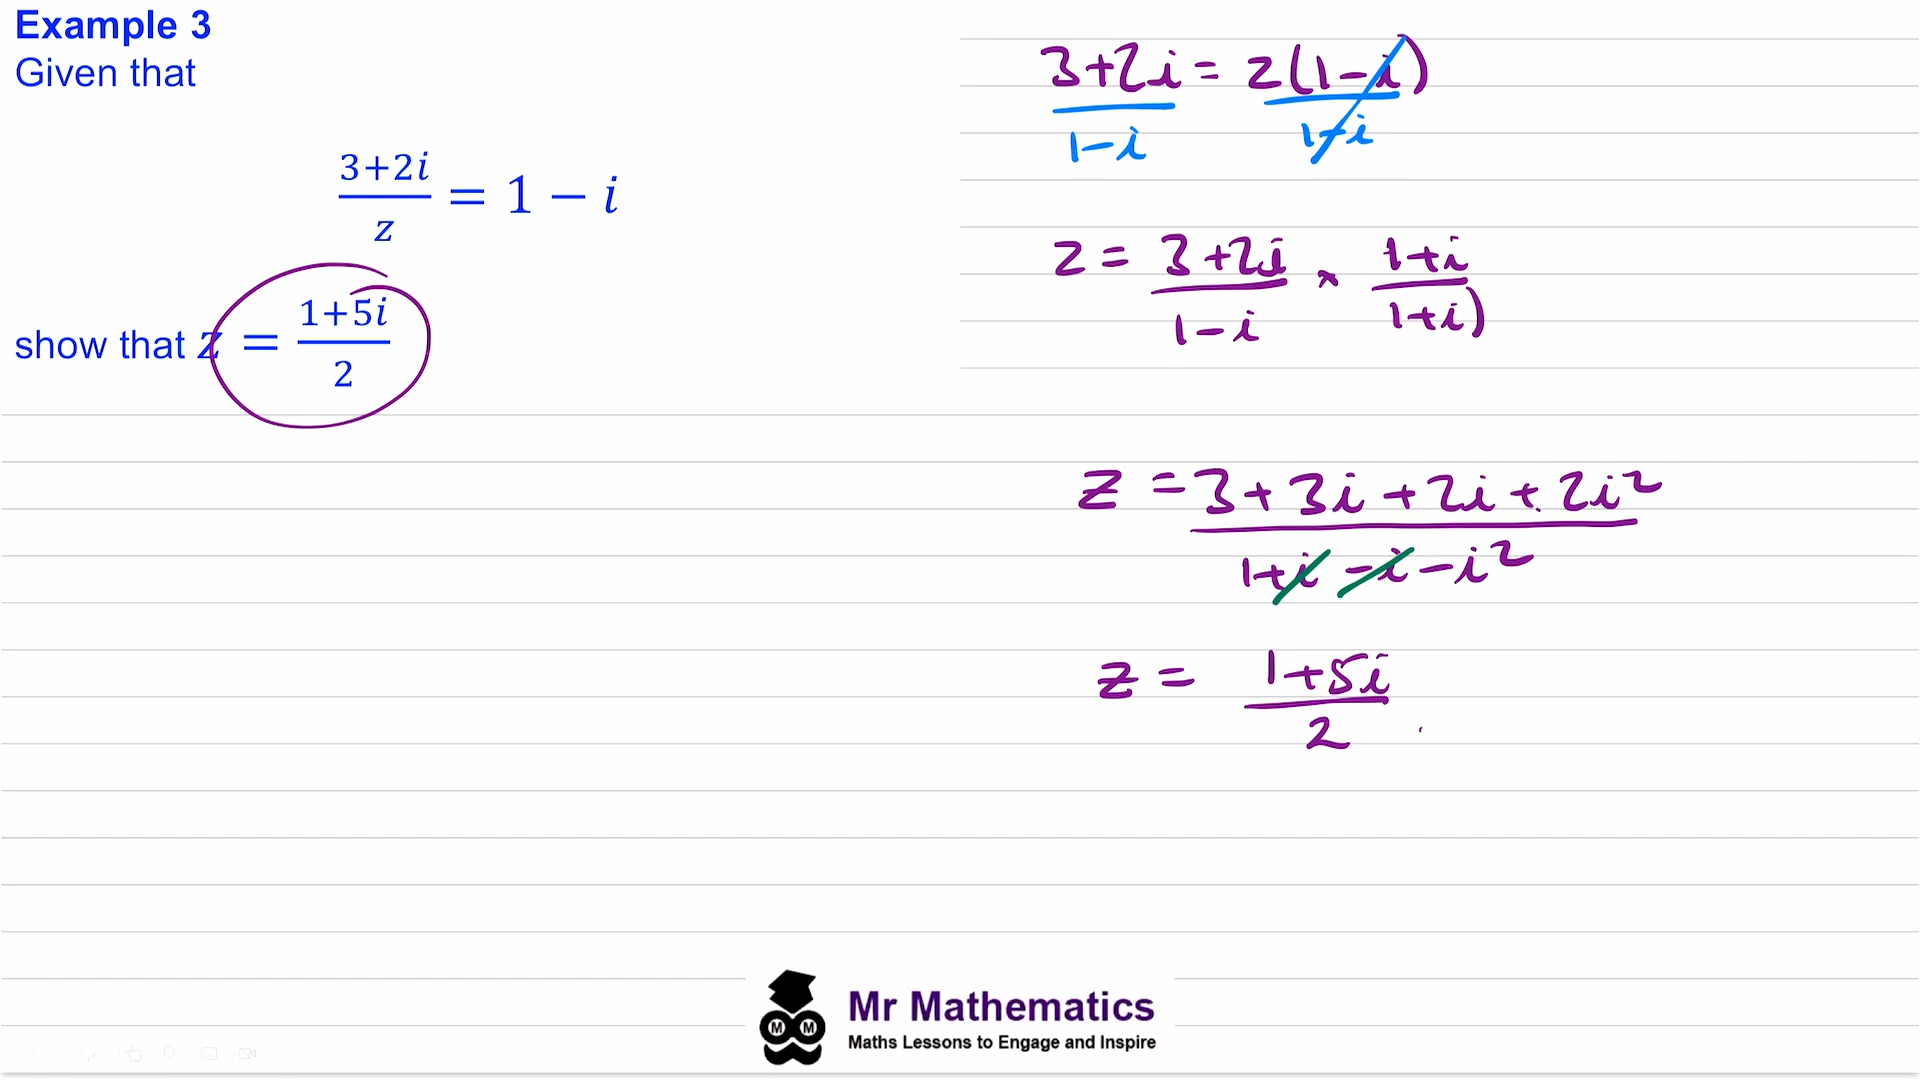 Example 3
Given that
3+2i
z
= 1 − i
show that z = 
1+5i
2
3+2i = z(1-i)
1-i 1-i
z = 3+2i × 1+i
1-i 1+i)
z = 3+3i+2i+2i²
1+i-i-i²
z = 1+5i
2
M M
Mr Mathematics
Maths Lessons to Engage and Inspire